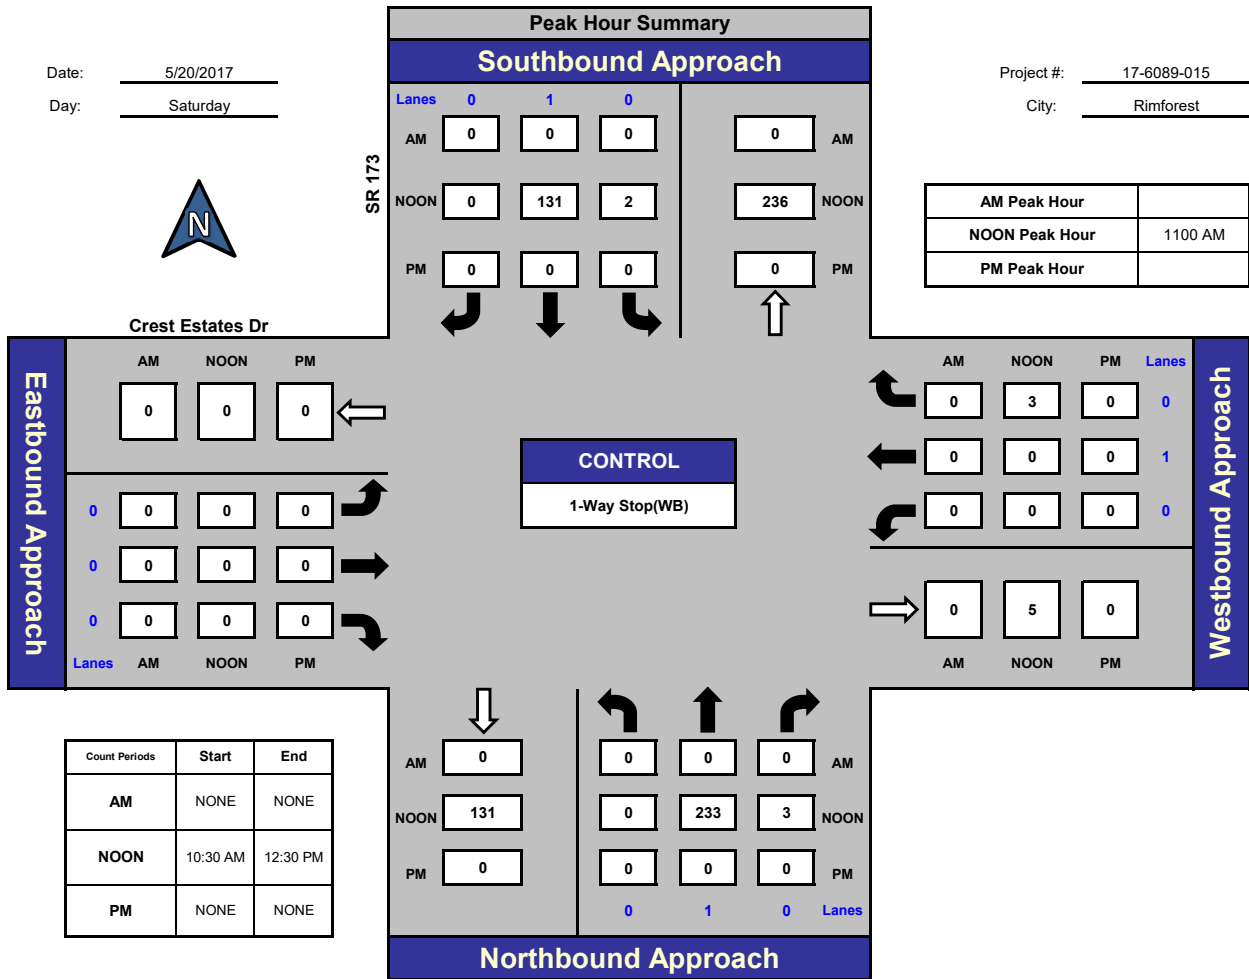 Peak Hour Summary
Southbound Approach
Date: 5/20/2017
Day: Saturday
Project #: 17-6089-015
City: Rimforest
N
SR 173
Lanes 0 1 0
AM 0 0 0 0 AM
NOON 0 131 2 236 NOON
PM 0 0 0 0 PM
AM Peak Hour
NOON Peak Hour 1100 AM
PM Peak Hour
Crest Estates Dr
Eastbound Approach
AM NOON PM
0 0 0
0 0 0 0
0 0 0 0
0 0 0 0
Lanes AM NOON PM
CONTROL
1-Way Stop(WB)
AM NOON PM Lanes
0 3 0 0
0 0 0 1
0 0 0 0
0 5 0
AM NOON PM
Westbound Approach
Count Periods Start End
AM NONE NONE
NOON 10:30 AM 12:30 PM
PM NONE NONE
AM 0 0 0 0 AM
NOON 131 0 233 3 NOON
PM 0 0 0 0 PM
0 1 0 Lanes
Northbound Approach